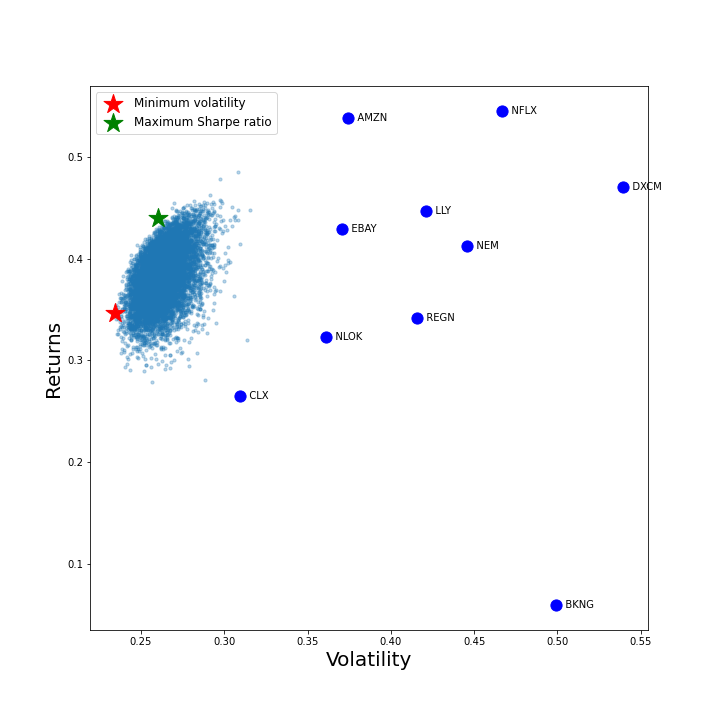 Minimum volatility
Maximum Sharpe ratio
NFLX
AMZN
DXCM
LLY
EBAY
NEM
REGN
NLOK
CLX
BKNG
0.5
0.4
0.3
0.2
0.1
Returns
0.25 0.30 0.35 0.40 0.45 0.50 0.55
Volatility